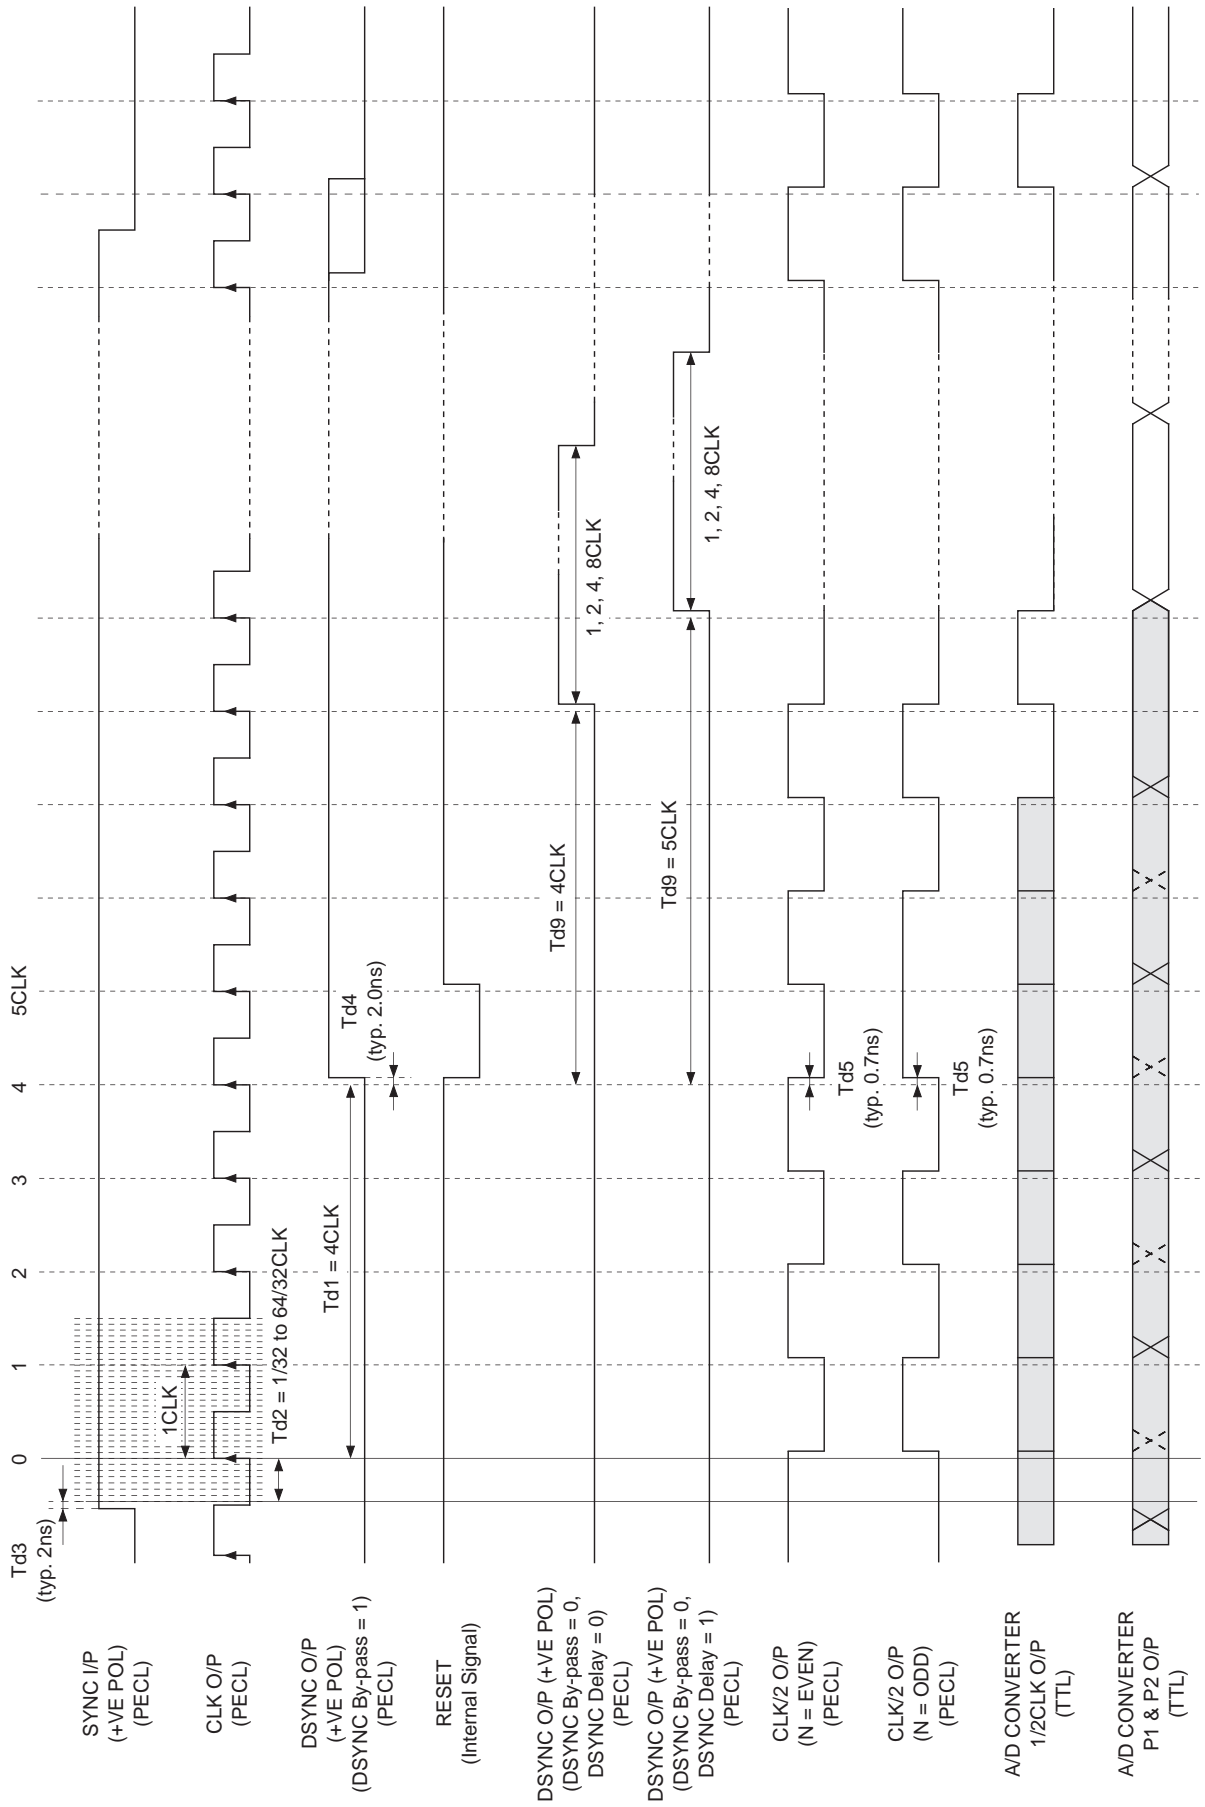 Td3
(typ. 2ns)
0
1
2
3
4
5CLK
SYNC I/P
(+VE POL)
(PECL)
1CLK
CLK O/P
(PECL)
Td2 = 1/32 to 64/32CLK
DSYNC O/P
(+VE POL)
(DSYNC By-pass = 1)
(PECL)
Td1 = 4CLK
Td4
(typ. 2.0ns)
RESET
(Internal Signal)
DSYNC O/P (+VE POL)
(DSYNC By-pass = 0,
DSYNC Delay = 0)
(PECL)
Td9 = 4CLK
1, 2, 4, 8CLK
DSYNC O/P (+VE POL)
(DSYNC By-pass = 0,
DSYNC Delay = 1)
(PECL)
Td9 = 5CLK
1, 2, 4, 8CLK
CLK/2 O/P
(N = EVEN)
(PECL)
Td5
(typ. 0.7ns)
CLK/2 O/P
(N = ODD)
(PECL)
Td5
(typ. 0.7ns)
A/D CONVERTER
1/2CLK O/P
(TTL)
A/D CONVERTER
P1 & P2 O/P
(TTL)